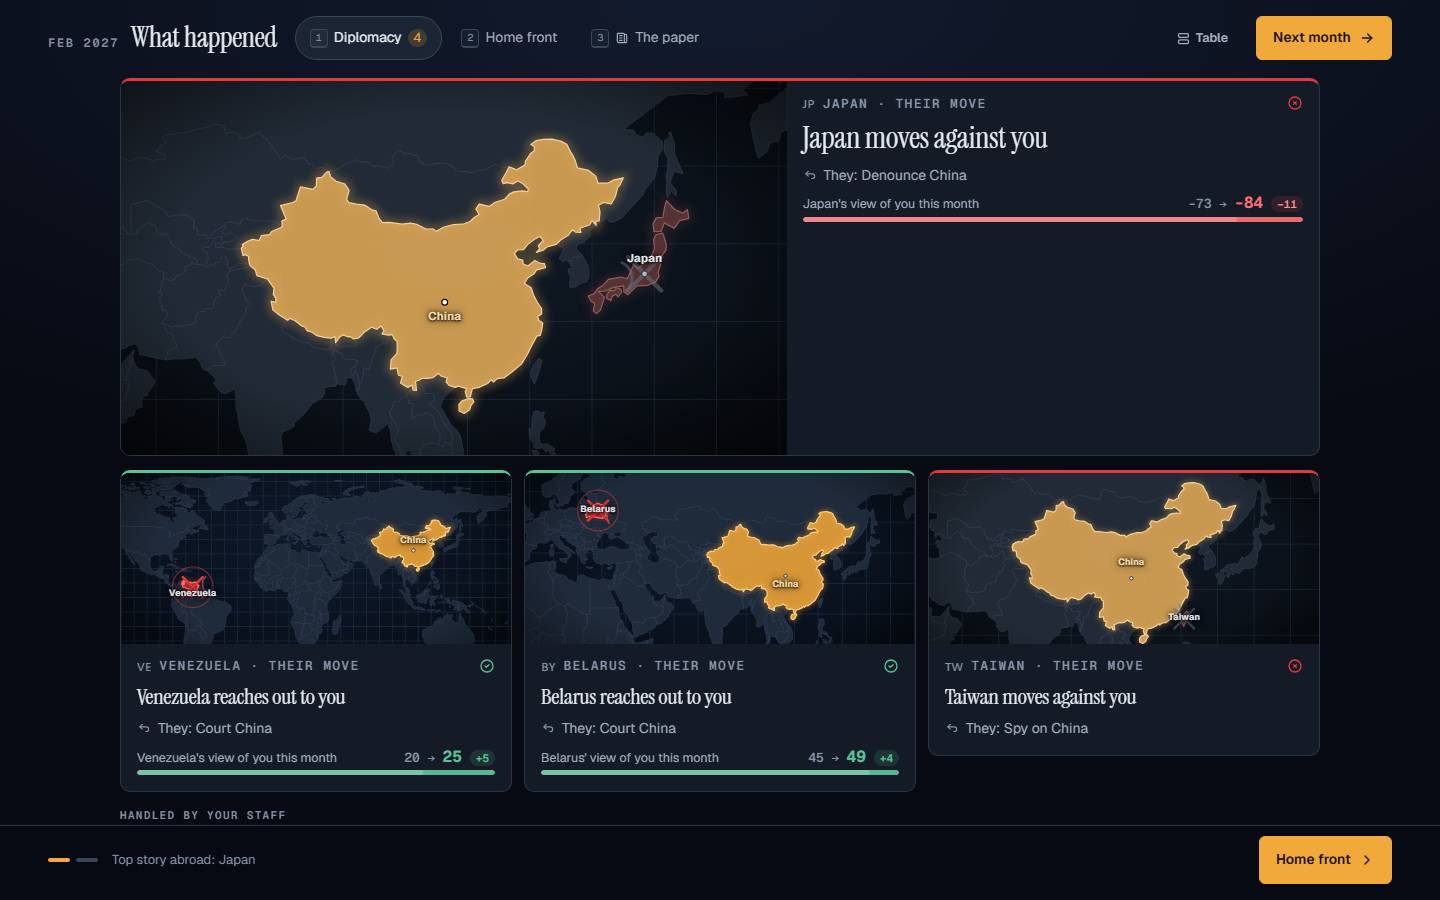 FEB 2027 What happened
1 Diplomacy 4
2 Home front
3 The paper
Table
Next month →
Japan
China
JP JAPAN · THEIR MOVE
Japan moves against you
They: Denounce China
Japan's view of you this month -73 → -84 -11
China
Venezuela
VE VENEZUELA · THEIR MOVE
Venezuela reaches out to you
They: Court China
Venezuela's view of you this month 20 → 25 +5
Belarus
China
BY BELARUS · THEIR MOVE
Belarus reaches out to you
They: Court China
Belarus' view of you this month 45 → 49 +4
China
Taiwan
TW TAIWAN · THEIR MOVE
Taiwan moves against you
They: Spy on China
HANDLED BY YOUR STAFF
Top story abroad: Japan
Home front